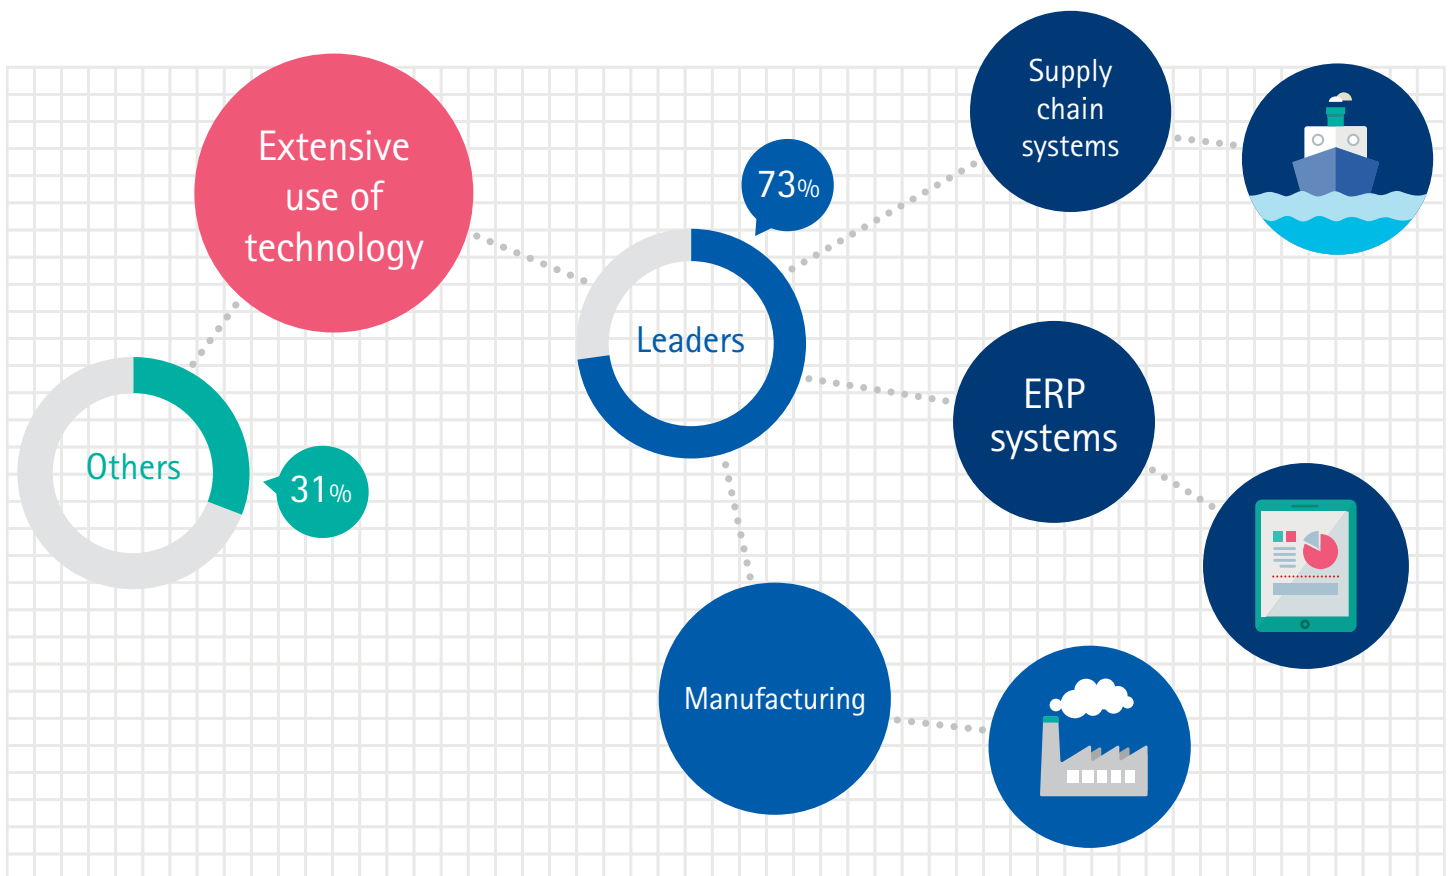 Extensive
use of
technology
Others
31%
Leaders
73%
Supply
chain
systems
ERP
systems
Manufacturing